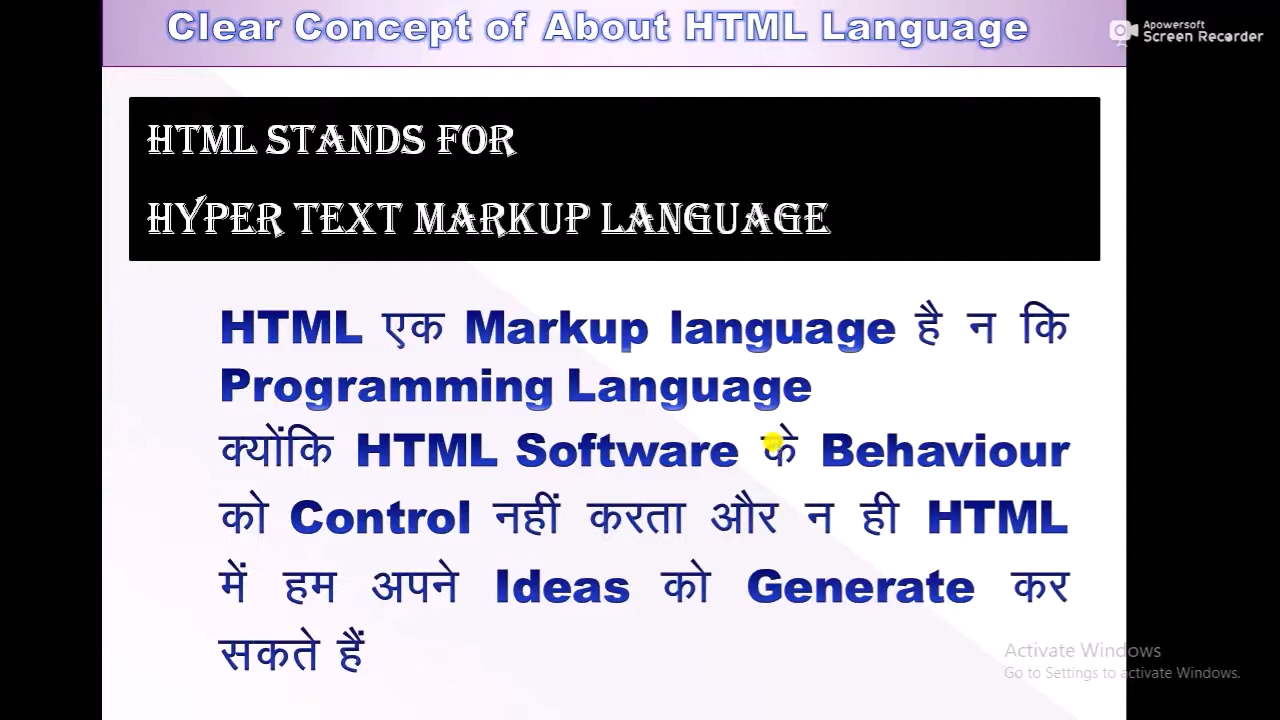 Clear Concept of About HTML Language
Apowersoft
Screen Recorder
HTML STANDS FOR
HYPER TEXT MARKUP LANGUAGE
HTML एक Markup language है न कि
Programming Language
क्योंकि HTML Software के Behaviour
को Control नहीं करता और न ही HTML
में हम अपने Ideas को Generate कर
सकते हैं
Activate Windows
Go to Settings to activate Windows.